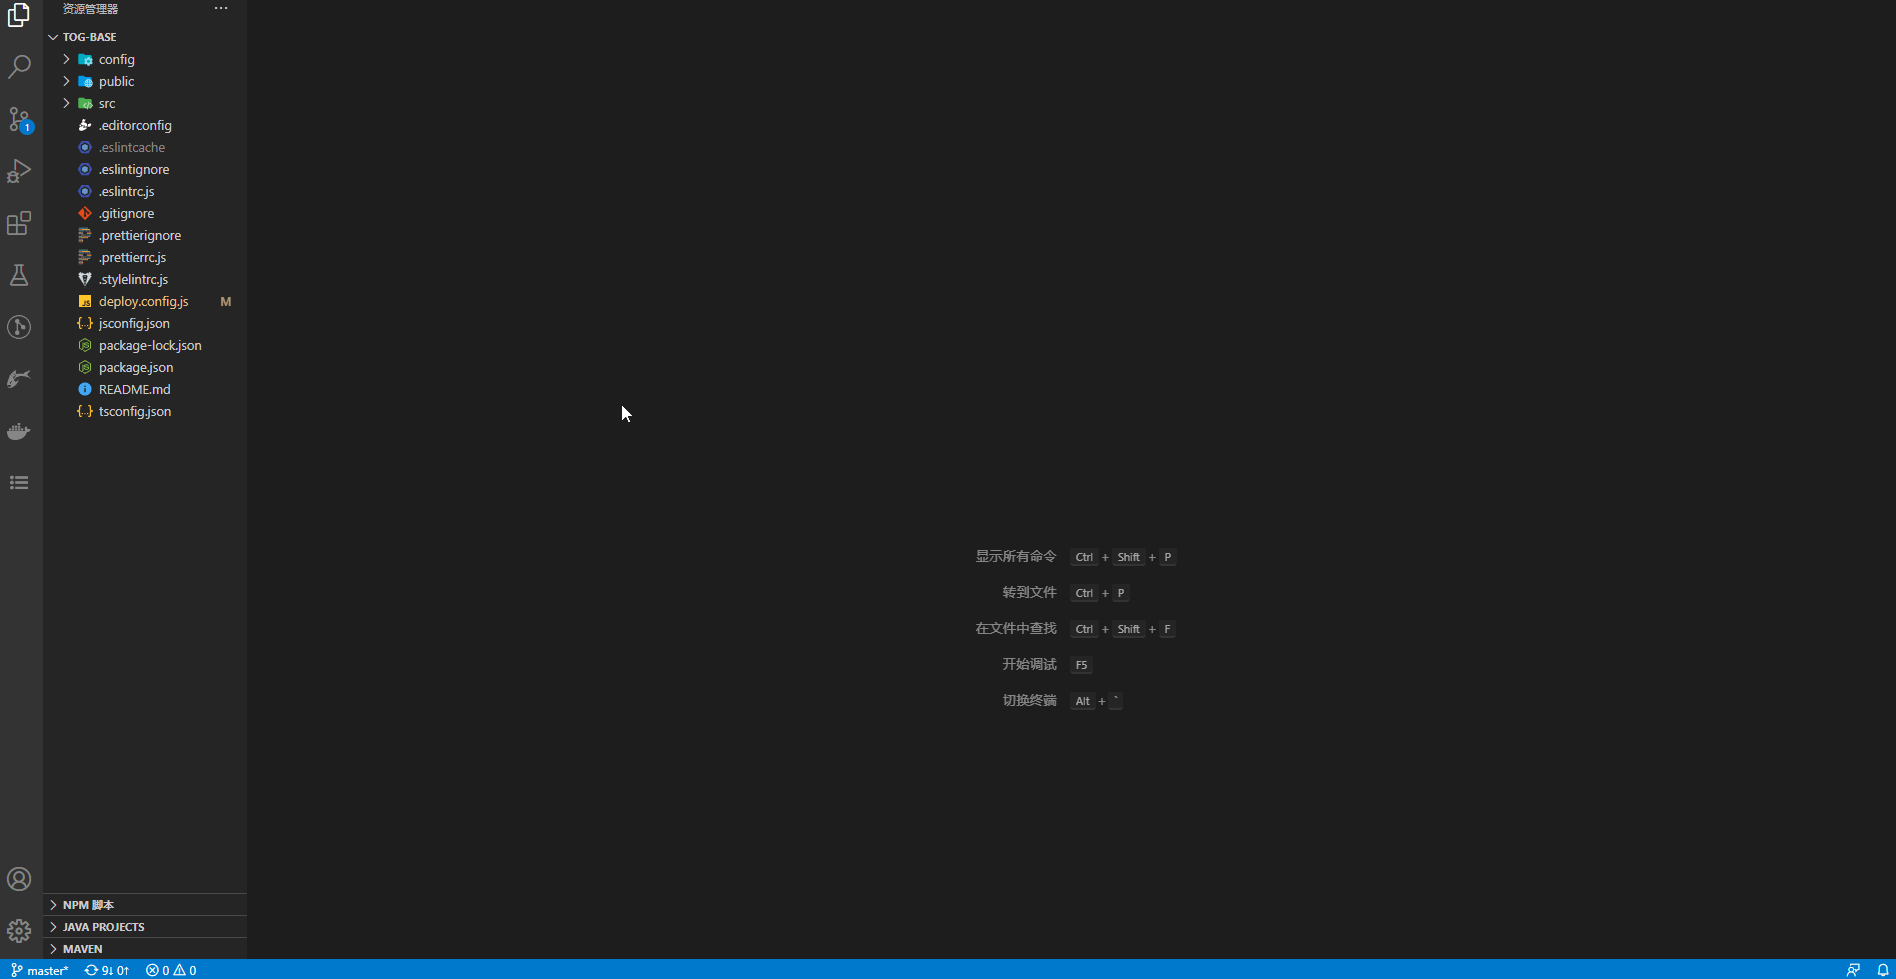 资源管理器 ···
TOG-BASE
config
public
src
.editorconfig
1
.eslintcache
.eslintignore
.eslintrc.js
.gitignore
.prettierignore
.prettierrc.js
.stylelintrc.js
deploy.config.js M
jsconfig.json
package-lock.json
package.json
README.md
tsconfig.json
显示所有命令 Ctrl + Shift + P
转到文件 Ctrl + P
在文件中查找 Ctrl + Shift + F
开始调试 F5
切换终端 Alt + `
NPM 脚本
JAVA PROJECTS
MAVEN
master* 9↓ 0↑ 0 0